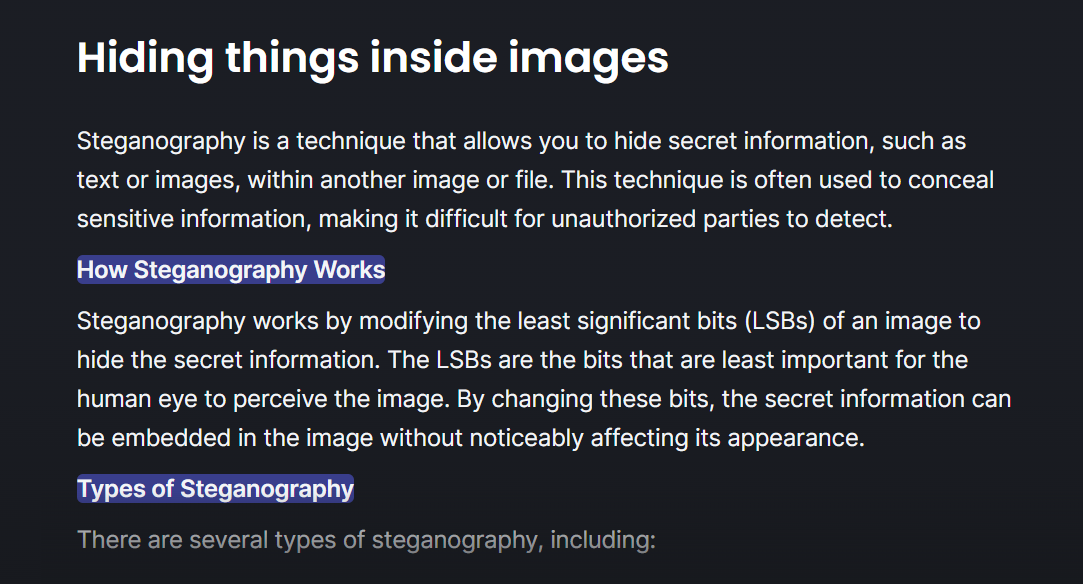 Hiding things inside images
Steganography is a technique that allows you to hide secret information, such as
text or images, within another image or file. This technique is often used to conceal
sensitive information, making it difficult for unauthorized parties to detect.
How Steganography Works
Steganography works by modifying the least significant bits (LSBs) of an image to
hide the secret information. The LSBs are the bits that are least important for the
human eye to perceive the image. By changing these bits, the secret information can
be embedded in the image without noticeably affecting its appearance.
Types of Steganography
There are several types of steganography, including: